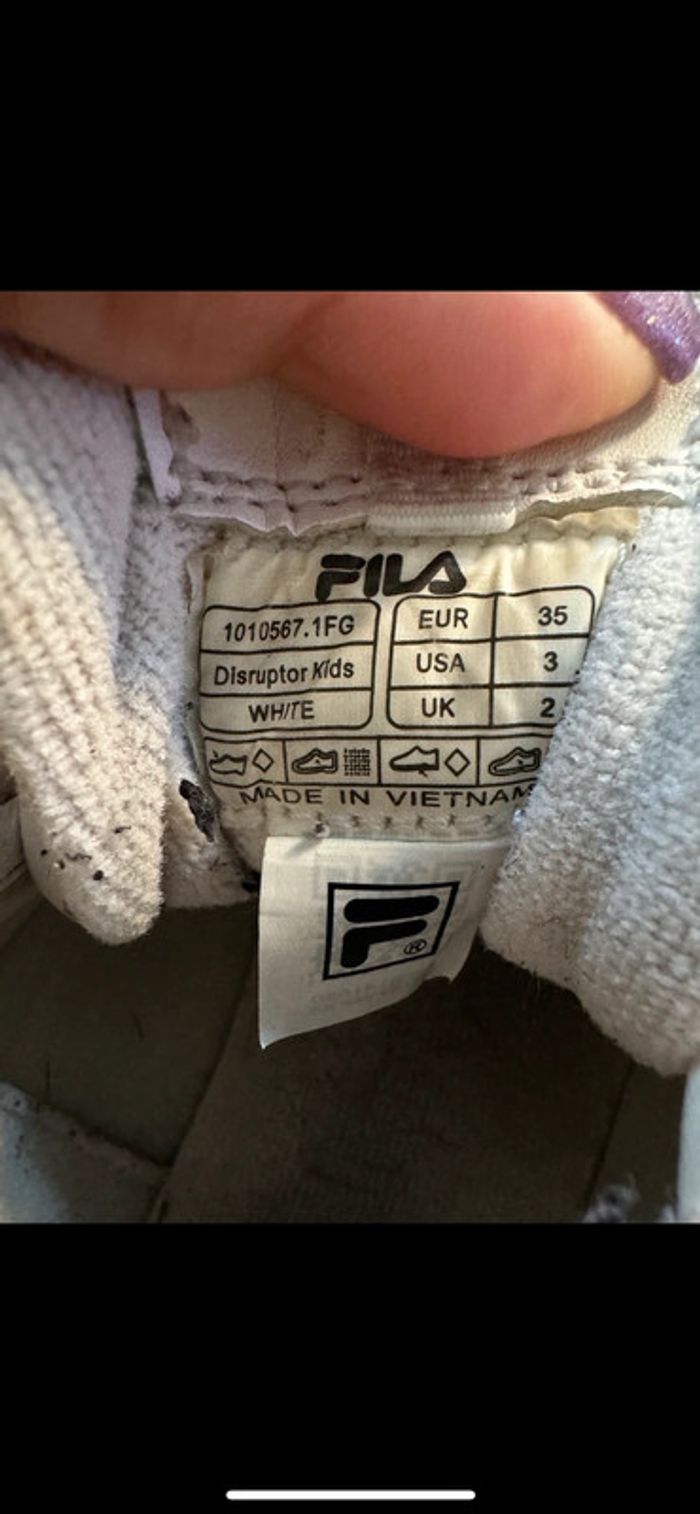 FILA
1010567.1FG
Disruptor Kids
WHITE
EUR 35
USA 3
UK 2
MADE IN VIETNAM
F ®